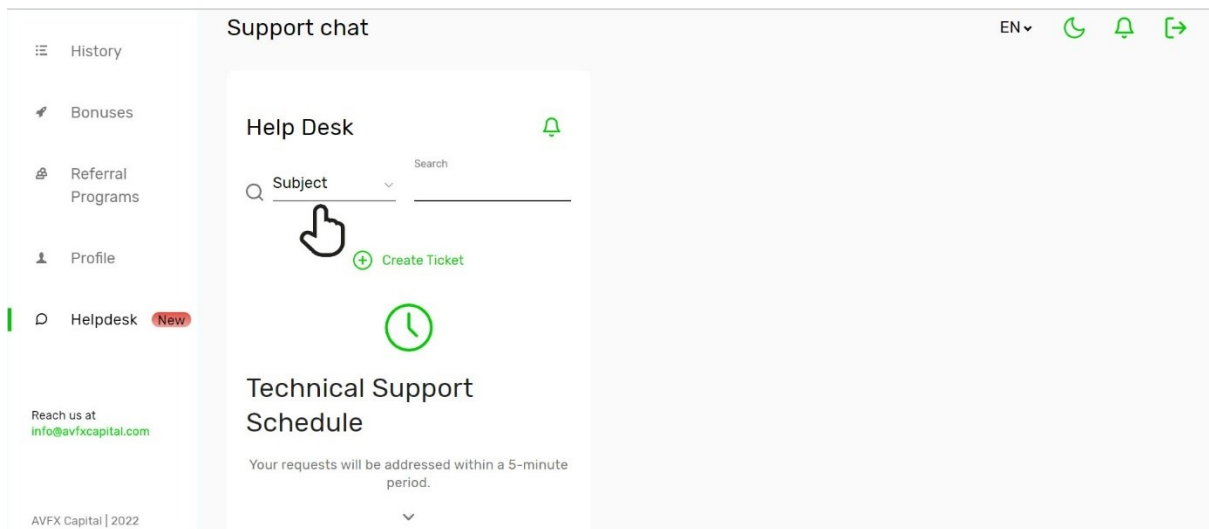 Support chat
EN
History
Bonuses
Referral
Programs
Profile
Helpdesk New
Reach us at
info@avfxcapital.com
AVFX Capital | 2022
Help Desk
Search
Subject
Create Ticket
Technical Support
Schedule
Your requests will be addressed within a 5-minute
period.